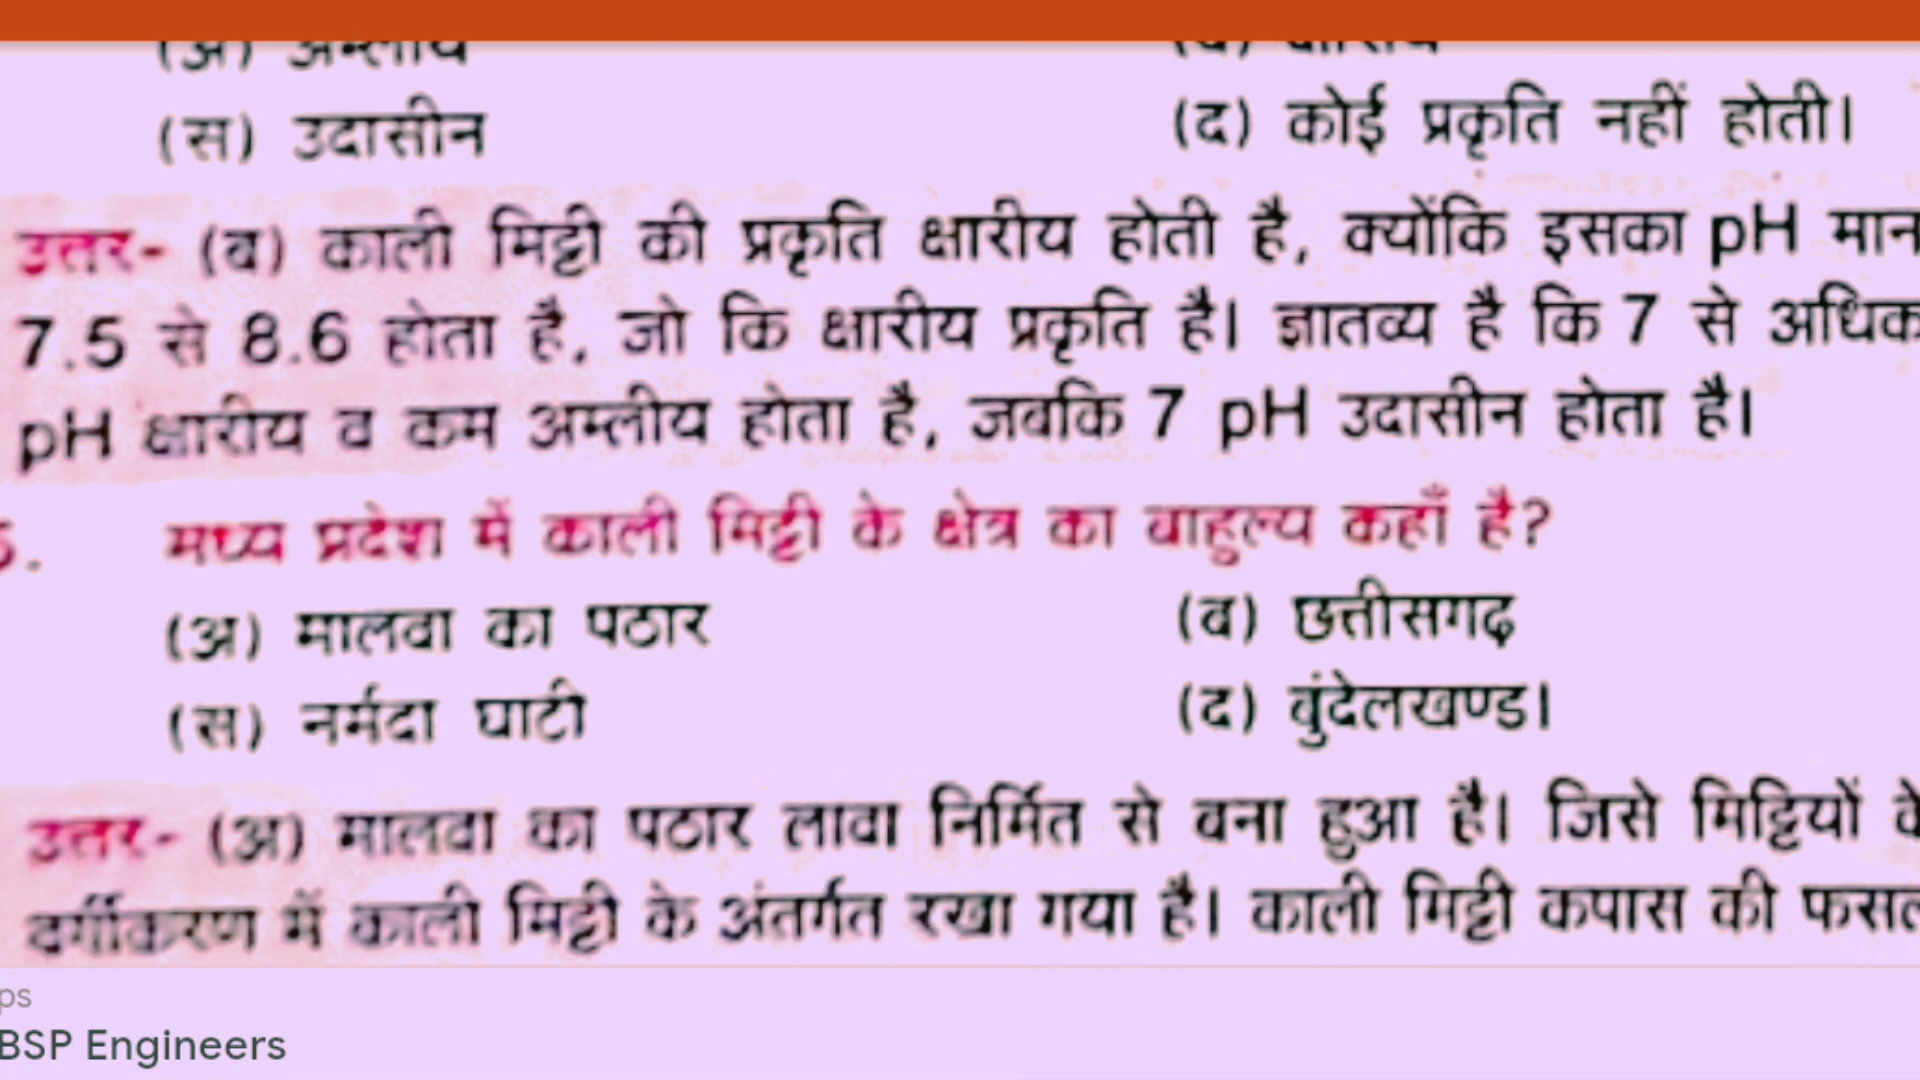 (अ) अम्लीय
(स) उदासीन (द) कोई प्रकृति नहीं होती।
उत्तर- (ब) काली मिट्टी की प्रकृति क्षारीय होती है, क्योंकि इसका pH मान
7.5 से 8.6 होता है, जो कि क्षारीय प्रकृति है। ज्ञातव्य है कि 7 से अधिक
pH क्षारीय व कम अम्लीय होता है, जबकि 7 pH उदासीन होता है।
मध्य प्रदेश में काली मिट्टी के क्षेत्र का बाहुल्य कहाँ है?
(अ) मालवा का पठार (ब) छत्तीसगढ़
(स) नर्मदा घाटी (द) बुंदेलखण्ड।
उत्तर- (अ) मालवा का पठार लावा निर्मित से बना हुआ है। जिसे मिट्टियों के
वर्गीकरण में काली मिट्टी के अंतर्गत रखा गया है। काली मिट्टी कपास की फसल
ps
BSP Engineers